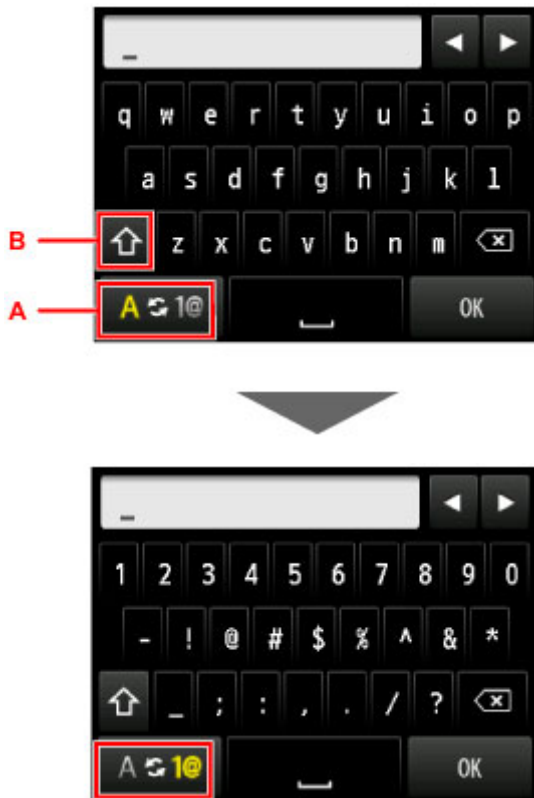 _
q w e r t y u i o p
a s d f g h j k l
B z x c v b n m
A A 1@ OK
_
1 2 3 4 5 6 7 8 9 0
- ! @ # $ % ^ & *
_ ; : , . / ?
A 1@ OK